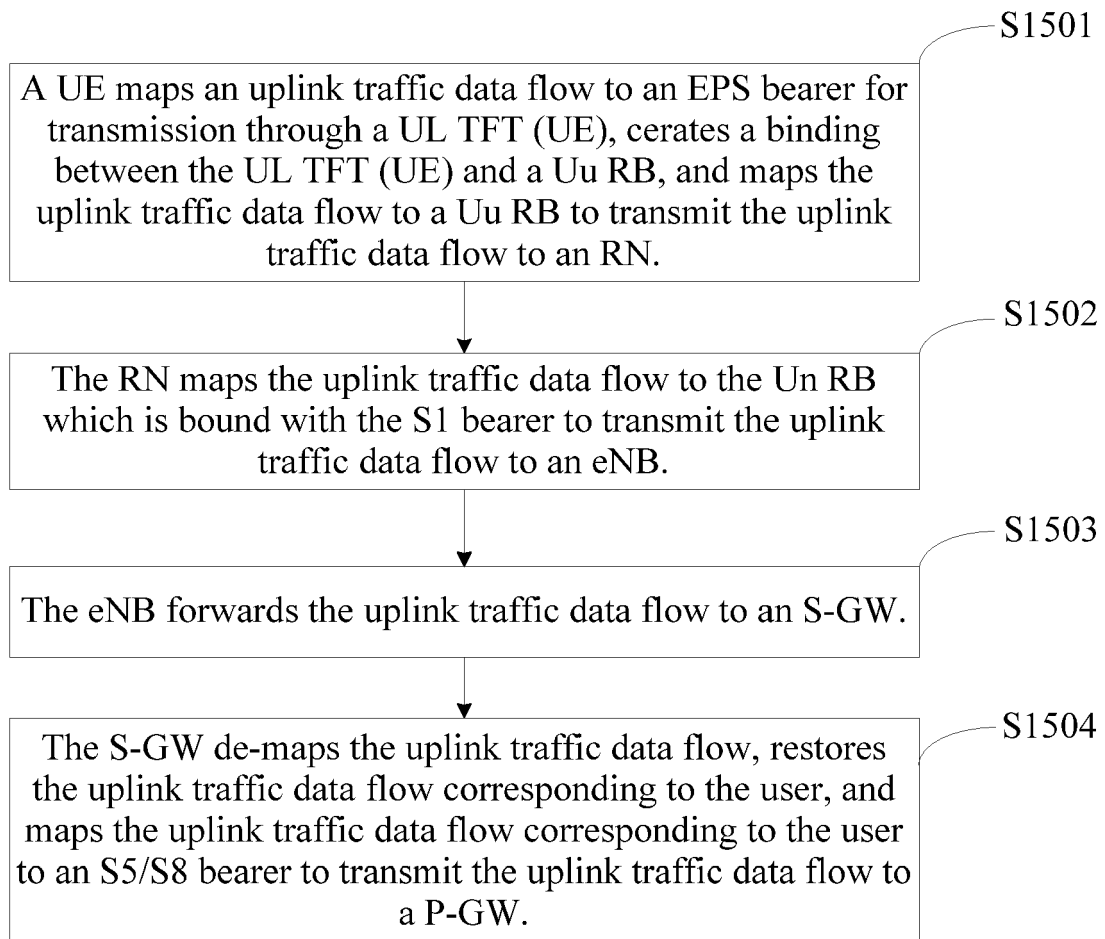 S1501
A UE maps an uplink traffic data flow to an EPS bearer for
transmission through a UL TFT (UE), cerates a binding
between the UL TFT (UE) and a Uu RB, and maps the
uplink traffic data flow to a Uu RB to transmit the uplink
traffic data flow to an RN.
S1502
The RN maps the uplink traffic data flow to the Un RB
which is bound with the S1 bearer to transmit the uplink
traffic data flow to an eNB.
S1503
The eNB forwards the uplink traffic data flow to an S-GW.
S1504
The S-GW de-maps the uplink traffic data flow, restores
the uplink traffic data flow corresponding to the user, and
maps the uplink traffic data flow corresponding to the user
to an S5/S8 bearer to transmit the uplink traffic data flow to
a P-GW.